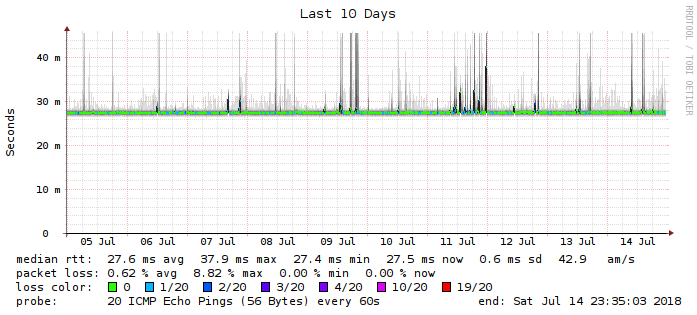 Last 10 Days
RRDTOOL / TOBI OETIKER
Seconds
40 m
30 m
20 m
10 m
0
05 Jul 06 Jul 07 Jul 08 Jul 09 Jul 10 Jul 11 Jul 12 Jul 13 Jul 14 Jul
median rtt: 27.6 ms avg 37.9 ms max 27.4 ms min 27.5 ms now 0.6 ms sd 42.9 am/s
packet loss: 0.62 % avg 8.82 % max 0.00 % min 0.00 % now
loss color: 0 1/20 2/20 3/20 4/20 10/20 19/20
probe: 20 ICMP Echo Pings (56 Bytes) every 60s end: Sat Jul 14 23:35:03 2018